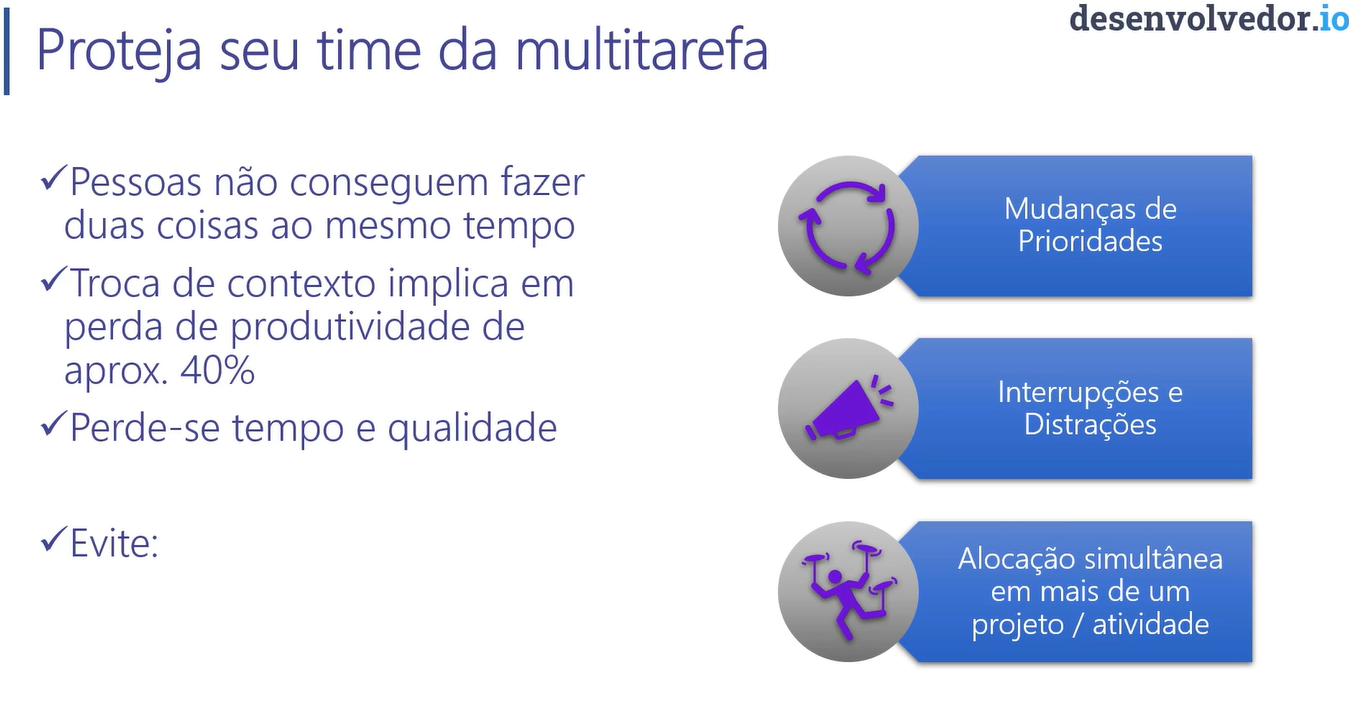 desenvolvedor.io
Proteja seu time da multitarefa
✓Pessoas não conseguem fazer
duas coisas ao mesmo tempo
✓Troca de contexto implica em
perda de produtividade de
aprox. 40%
✓Perde-se tempo e qualidade
✓Evite:
Mudanças de
Prioridades
Interrupções e
Distrações
Alocação simultânea
em mais de um
projeto / atividade